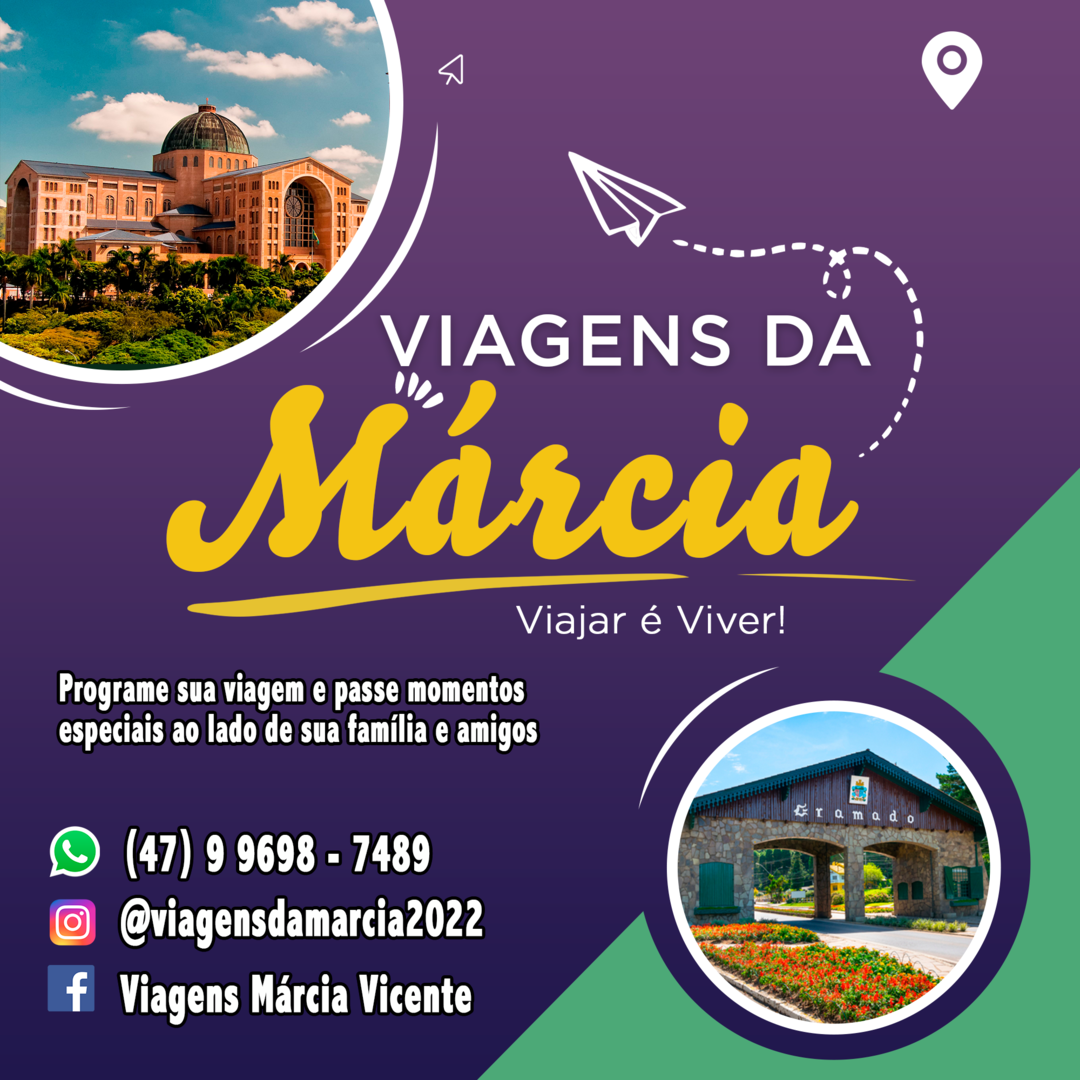 VIAGENS DA
Márcia
Viajar é Viver!
Programe sua viagem e passe momentos
especiais ao lado de sua família e amigos
Gramado
(47) 9 9698 - 7489
@viagensdamarcia2022
Viagens Márcia Vicente